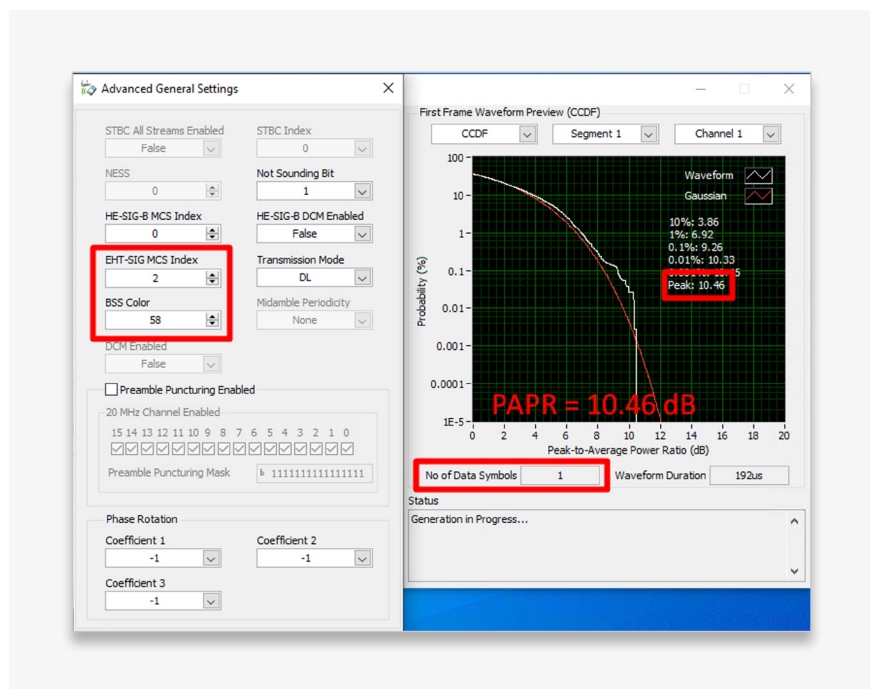 Advanced General Settings
STBC All Streams Enabled
False
STBC Index
0
NESS
0
Not Sounding Bit
1
HE-SIG-B MCS Index
0
HE-SIG-B DCM Enabled
False
EHT-SIG MCS Index
2
Transmission Mode
DL
BSS Color
58
Midamble Periodicity
None
DCM Enabled
False
Preamble Puncturing Enabled
20 MHz Channel Enabled
15 14 13 12 11 10 9 8 7 6 5 4 3 2 1 0
Preamble Puncturing Mask
b 1111111111111111
Phase Rotation
Coefficient 1
-1
Coefficient 2
-1
Coefficient 3
-1
First Frame Waveform Preview (CCDF)
CCDF
Segment 1
Channel 1
Waveform
Gaussian
10%: 3.86
1%: 6.92
0.1%: 9.26
0.01%: 10.33
Peak: 10.46
PAPR = 10.46 dB
Probability (%)
100
10
1
0.1
0.01
0.001
0.0001
1E-5
0 2 4 6 8 10 12 14 16 18 20
Peak-to-Average Power Ratio (dB)
No of Data Symbols
1
Waveform Duration
192us
Status
Generation in Progress...